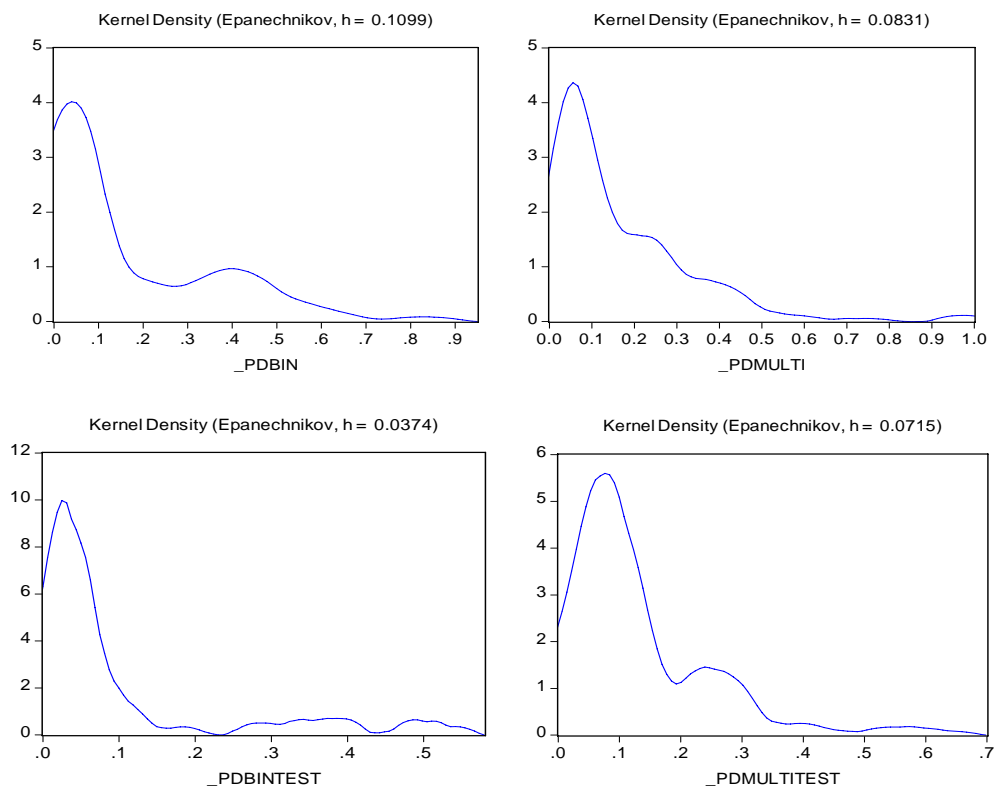 Kernel Density (Epanechnikov, h = 0.1099)
5
4
3
2
1
0
.0 .1 .2 .3 .4 .5 .6 .7 .8 .9
_PDBIN
Kernel Density (Epanechnikov, h = 0.0831)
5
4
3
2
1
0
0.0 0.1 0.2 0.3 0.4 0.5 0.6 0.7 0.8 0.9 1.0
_PDMULTI
Kernel Density (Epanechnikov, h = 0.0374)
12
10
8
6
4
2
0
.0 .1 .2 .3 .4 .5
_PDBINTEST
Kernel Density (Epanechnikov, h = 0.0715)
6
5
4
3
2
1
0
.0 .1 .2 .3 .4 .5 .6 .7
_PDMULTITEST